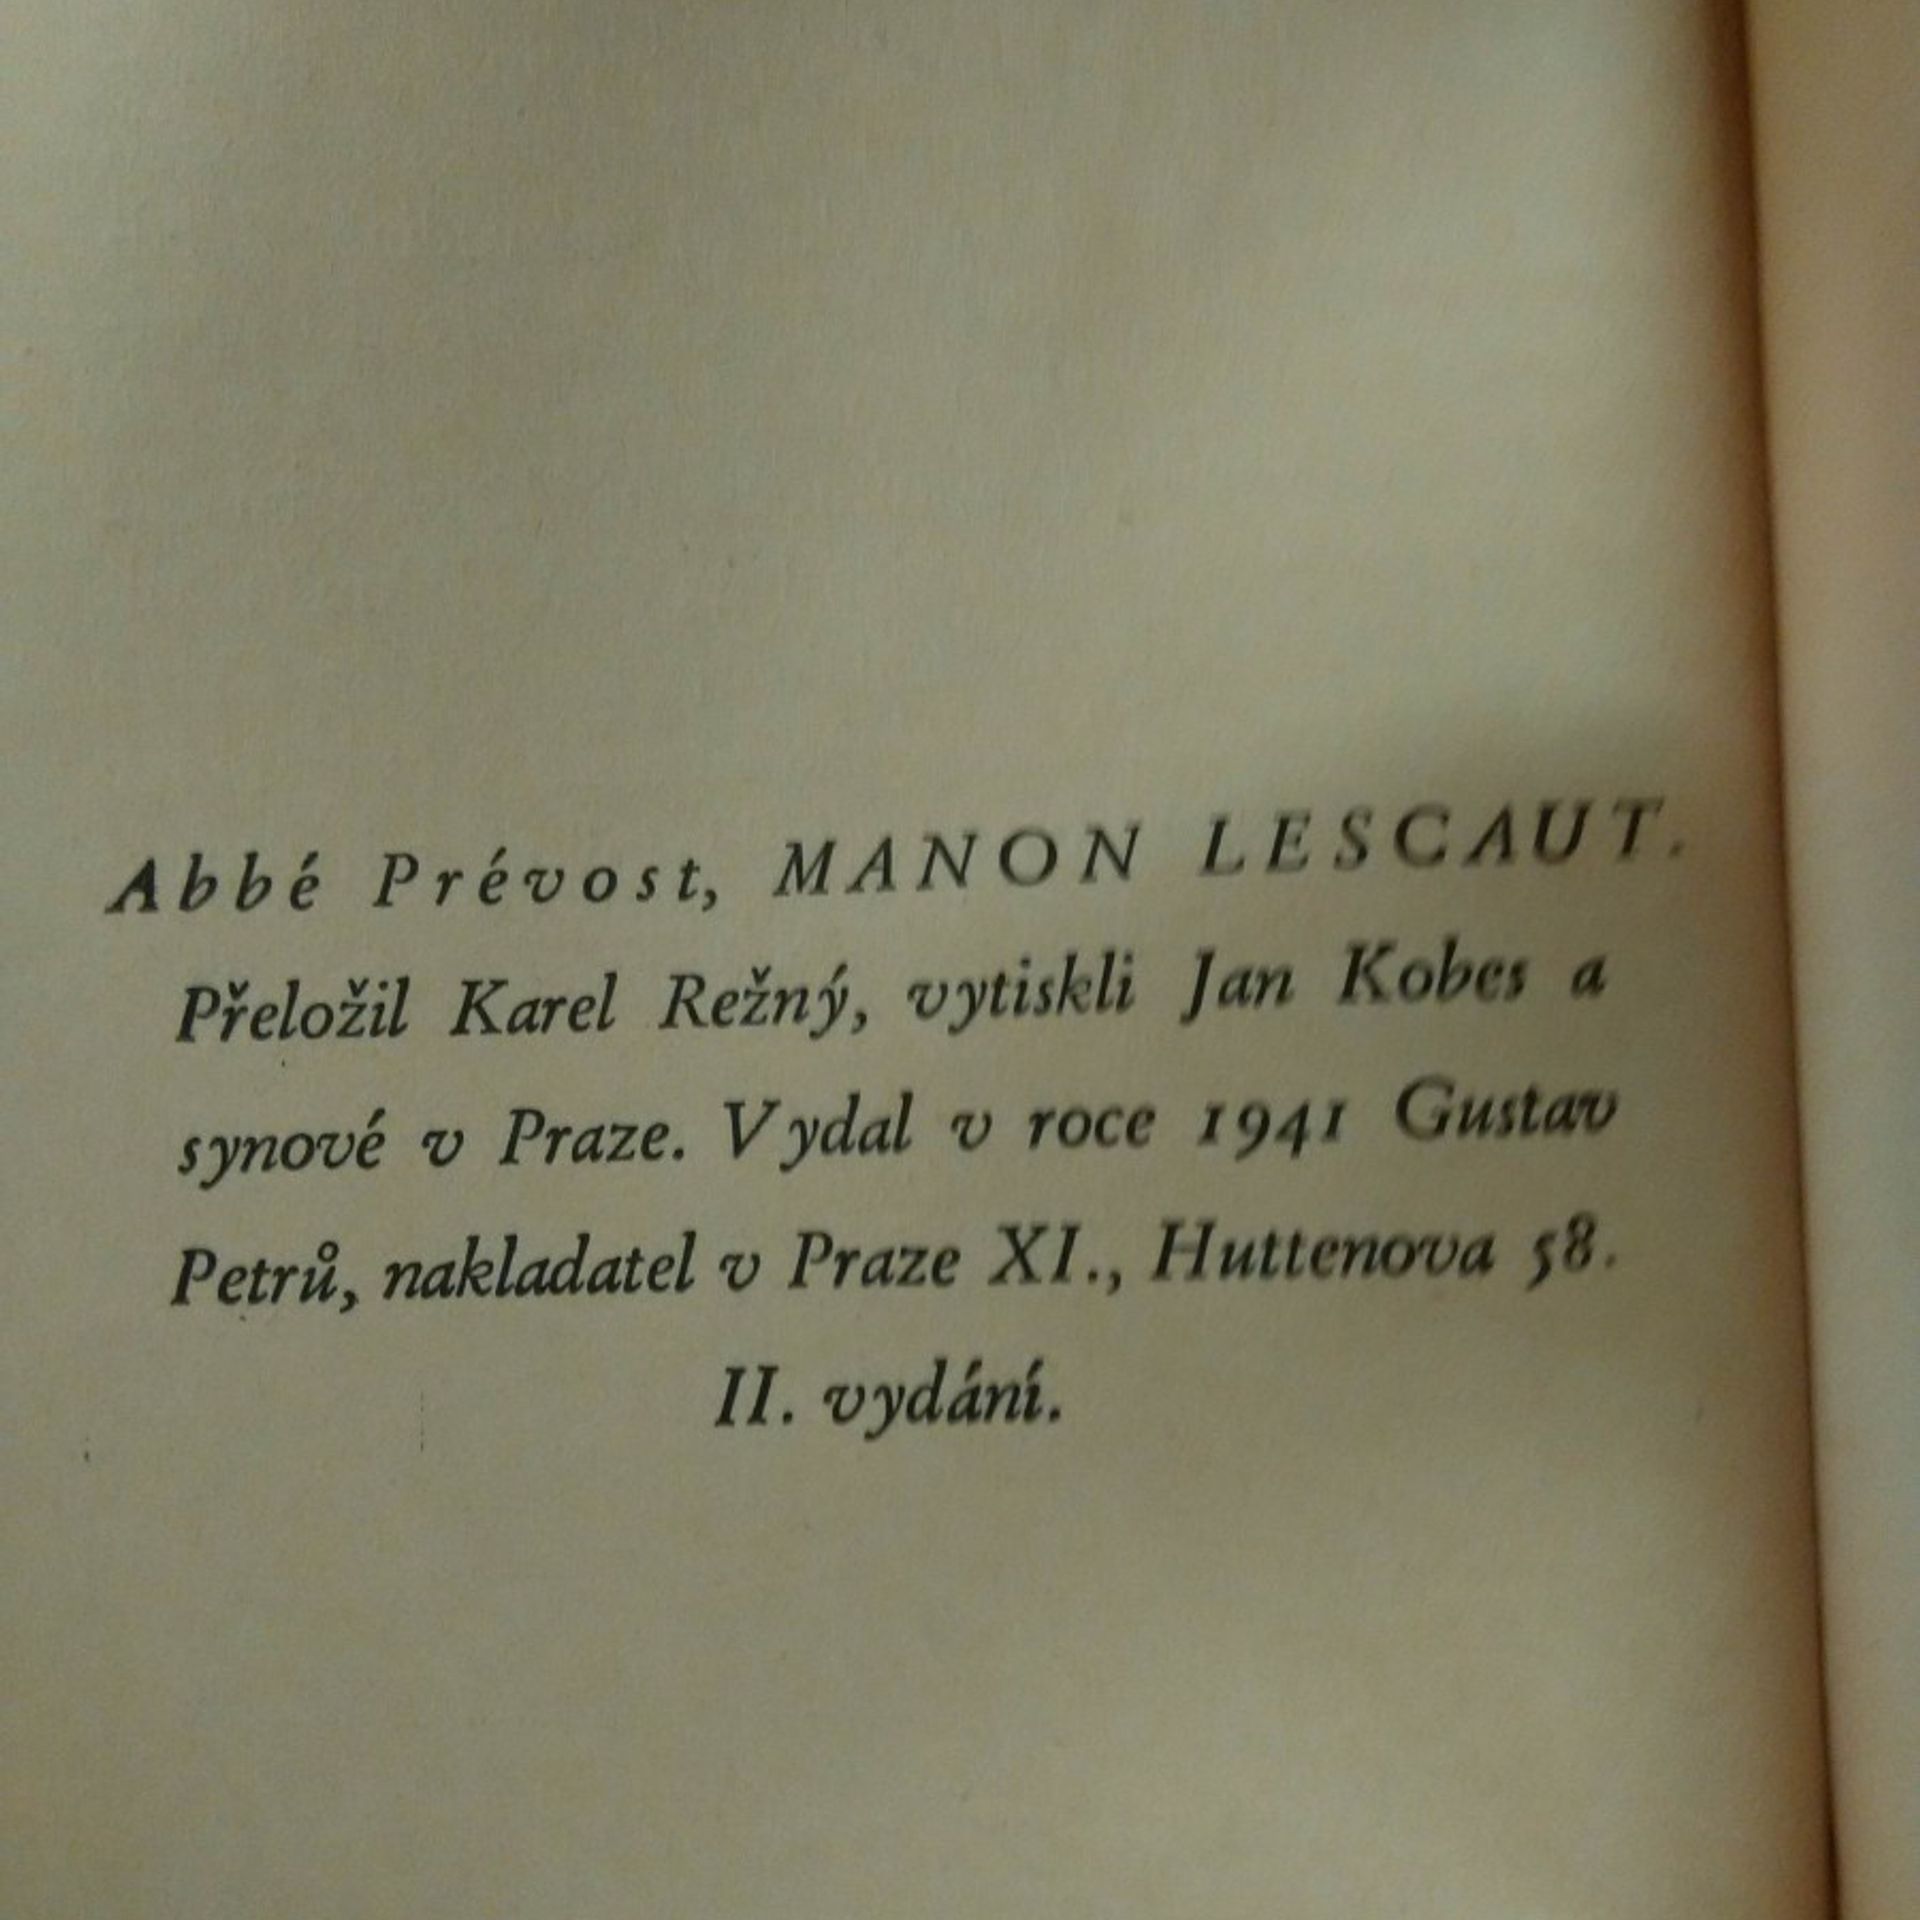 Abbé Prévost, MANON LESCAUT.
Přeložil Karel Režný, vytiskli Jan Kobes a
synové v Praze. Vydal v roce 1941 Gustav
Petrů, nakladatel v Praze XI., Huttenova 58.
II. vydání.